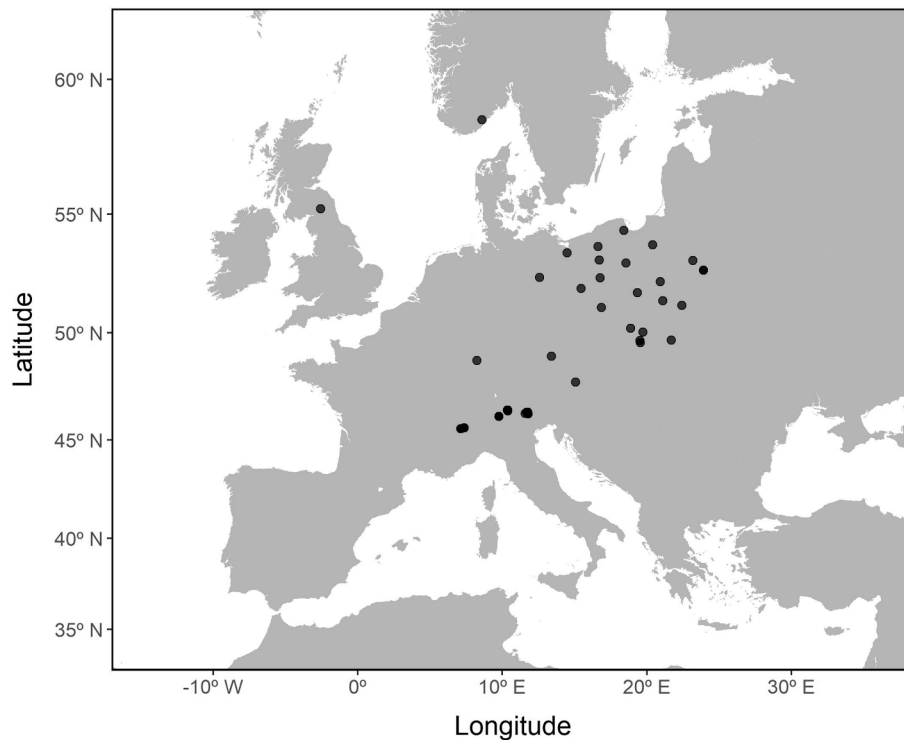 60º N
55º N
50º N
45º N
40º N
35º N
Latitude
-10º W
0º
10º E
20º E
30º E
Longitude